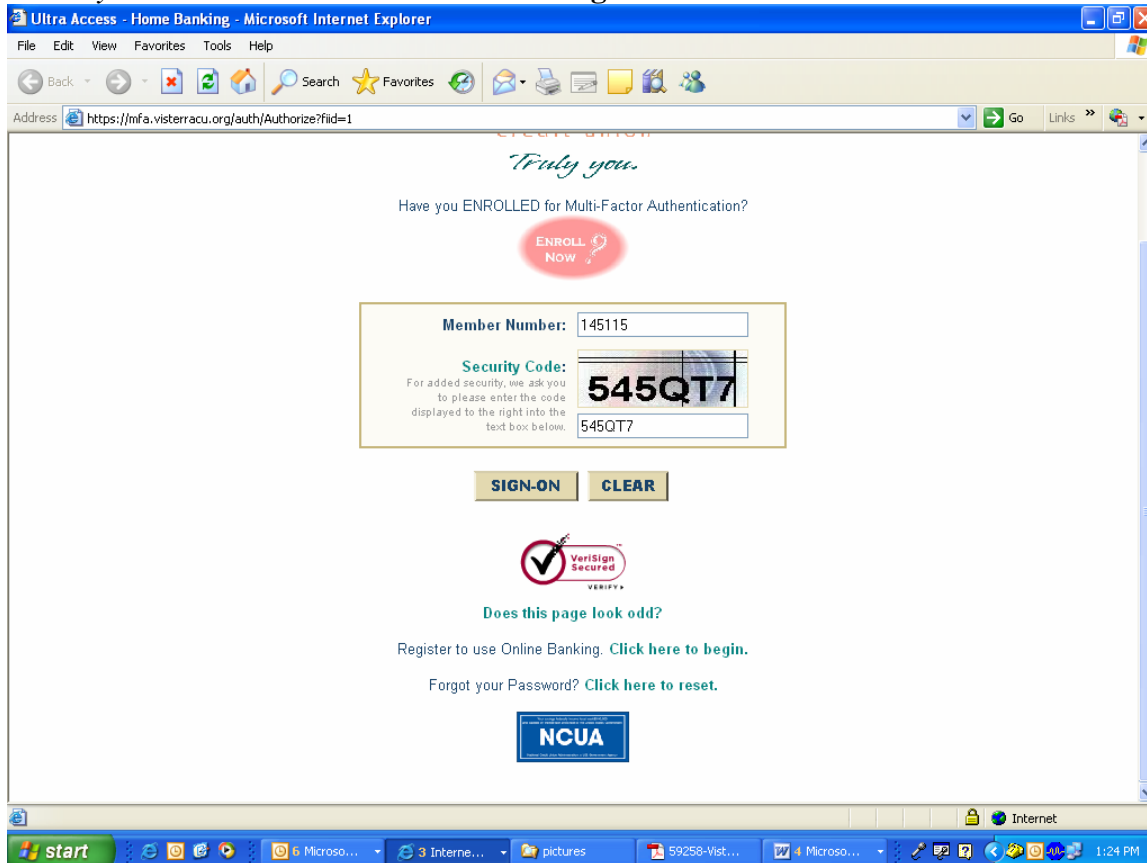 Ultra Access - Home Banking - Microsoft Internet Explorer
File Edit View Favorites Tools Help
Back Search Favorites
Address https://mfa.visterracu.org/auth/Authorize?fiid=1 Go Links »
credit union
Truly you.
Have you ENROLLED for Multi-Factor Authentication?
ENROLL
NOW
Member Number: 145115
Security Code:
For added security, we ask you
to please enter the code
displayed to the right into the
text box below.
545QT7
545QT7
SIGN-ON CLEAR
VeriSign
Secured
VERIFY
Does this page look odd?
Register to use Online Banking. Click here to begin.
Forgot your Password? Click here to reset.
NCUA
Internet
start 6 Microso... 3 Interne... pictures 59258-Vist... 4 Microso... 1:24 PM